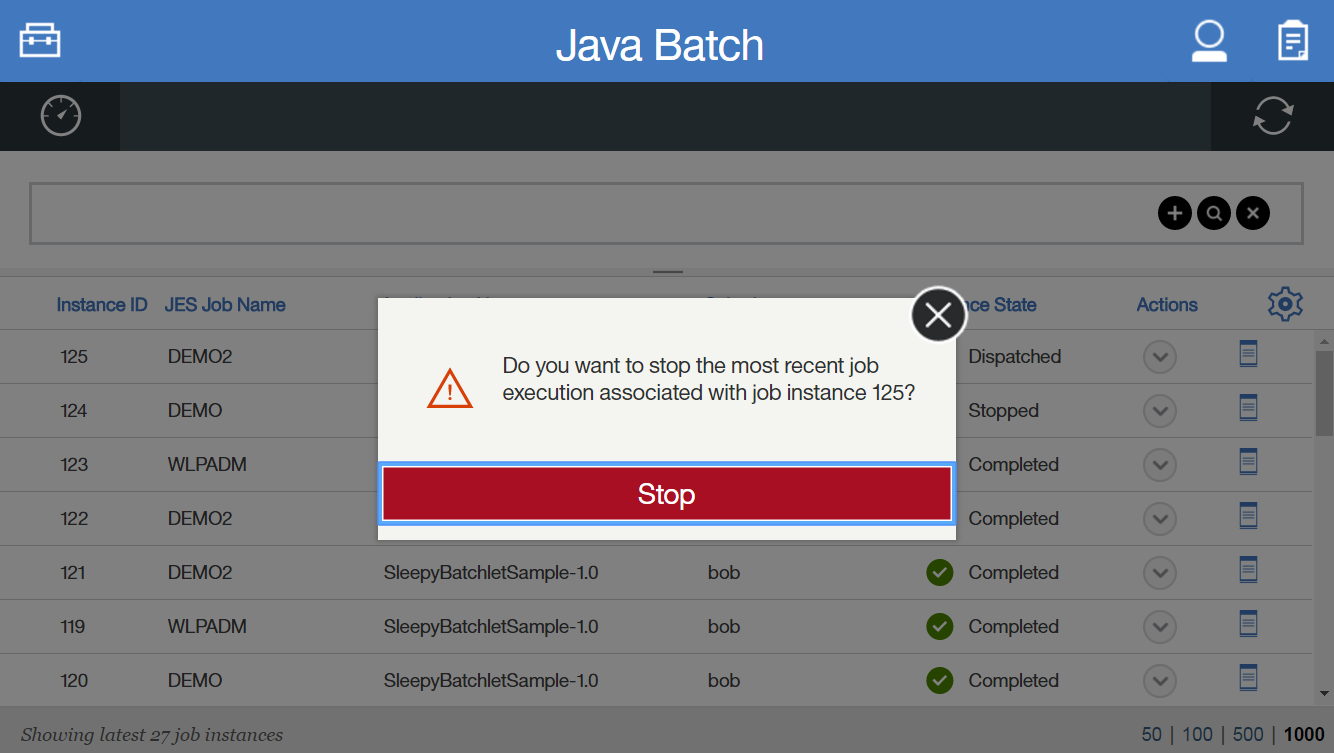 Java Batch
Instance ID JES Job Name State Actions
Do you want to stop the most recent job
execution associated with job instance 125?
Stop
125 DEMO2 Dispatched
124 DEMO Stopped
123 WLPADM Completed
122 DEMO2 Completed
121 DEMO2 SleepyBatchletSample-1.0 bob Completed
119 WLPADM SleepyBatchletSample-1.0 bob Completed
120 DEMO SleepyBatchletSample-1.0 bob Completed
Showing latest 27 job instances 50 | 100 | 500 | 1000